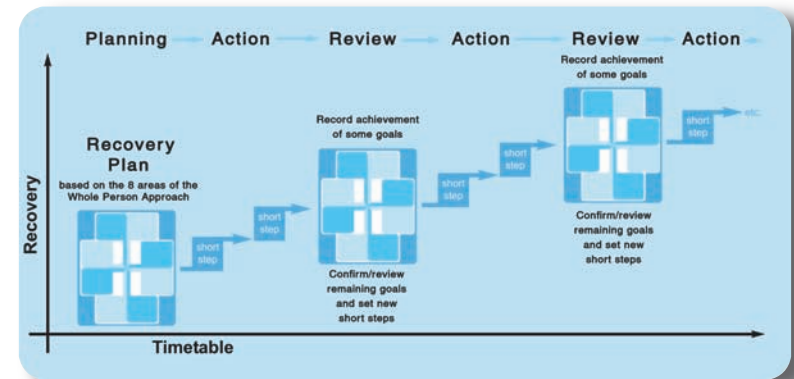 Planning Action Review Action Review Action
Record achievement
of some goals
Record achievement
of some goals
Recovery
Plan
based on the 8 areas of the
Whole Person Approach
short
step
short
step
short
step
short
step
short
step
etc.
Confirm/review
remaining goals
and set new
short steps
Confirm/review
remaining goals
and set new
short steps
Recovery
Timetable